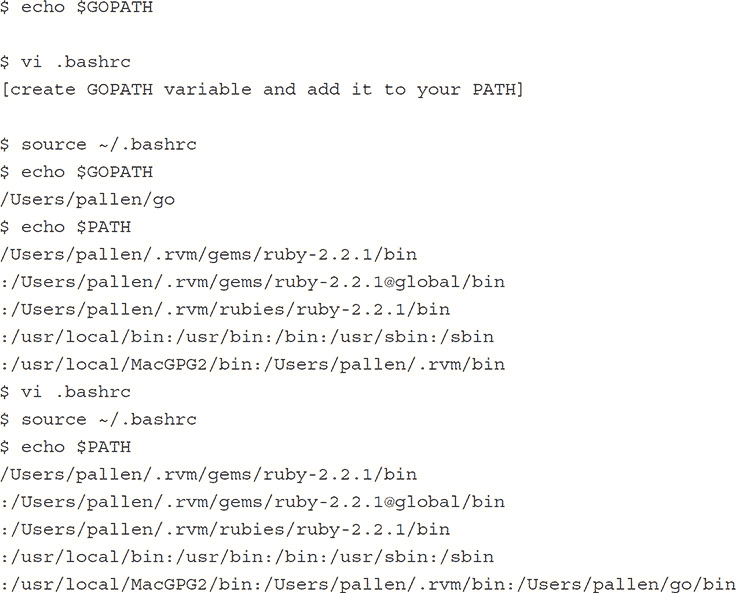 $ echo $GOPATH
$ vi .bashrc
[create GOPATH variable and add it to your PATH]
$ source ~/.bashrc
$ echo $GOPATH
/Users/pallen/go
$ echo $PATH
/Users/pallen/.rvm/gems/ruby-2.2.1/bin
:/Users/pallen/.rvm/gems/ruby-2.2.1@global/bin
:/Users/pallen/.rvm/rubies/ruby-2.2.1/bin
:/usr/local/bin:/usr/bin:/bin:/usr/sbin:/sbin
:/usr/local/MacGPG2/bin:/Users/pallen/.rvm/bin
$ vi .bashrc
$ source ~/.bashrc
$ echo $PATH
/Users/pallen/.rvm/gems/ruby-2.2.1/bin
:/Users/pallen/.rvm/gems/ruby-2.2.1@global/bin
:/Users/pallen/.rvm/rubies/ruby-2.2.1/bin
:/usr/local/bin:/usr/bin:/bin:/usr/sbin:/sbin
:/usr/local/MacGPG2/bin:/Users/pallen/.rvm/bin:/Users/pallen/go/bin